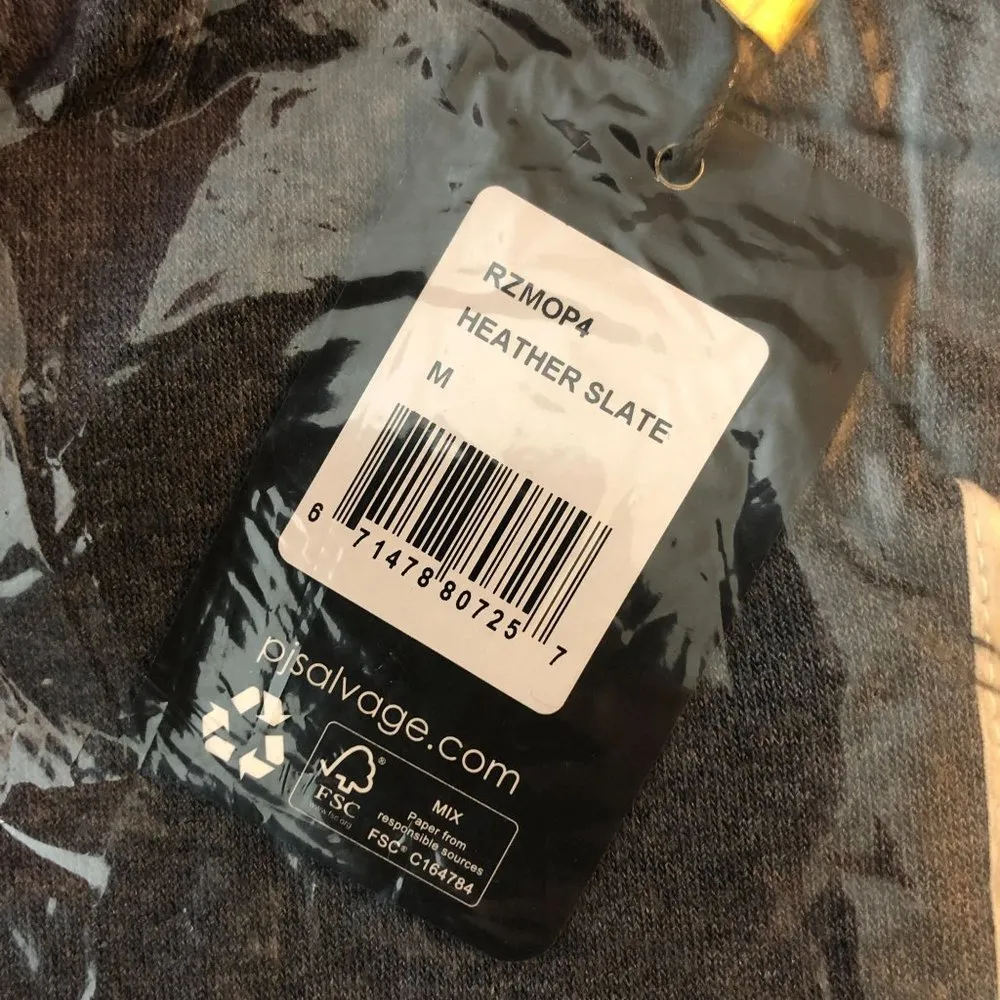 RZMOP4
HEATHER SLATE
M
6 71478 80725 7
pjsalvage.com
FSC®
www.fsc.org
MIX
Paper from
responsible sources
FSC® C164784